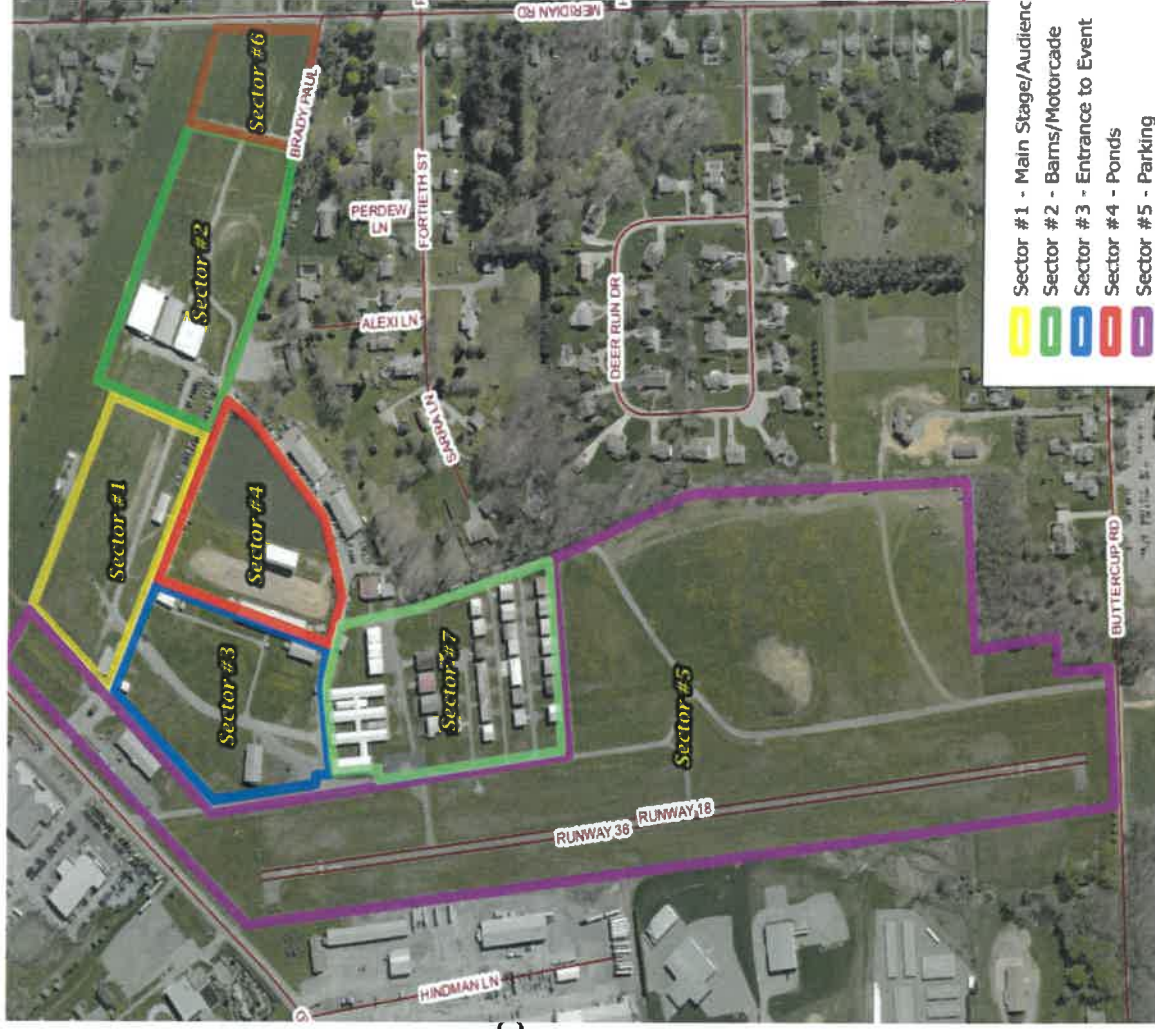 MERIDIAN RD
Sector #6
BRADY PAUL
Sector #2
PERDEW
LN
FORTIETH ST
ALEXI LN
DEER RUN DR
SARRA LN
Sector #1
Sector #4
Sector #3
Sector #7
Sector #5
RUNWAY 36
RUNWAY 18
HINDMAN LN
BUTTERCUP RD
Sector #1 - Main Stage/Audienc
Sector #2 - Barns/Motorcade
Sector #3 - Entrance to Event
Sector #4 - Ponds
Sector #5 - Parking